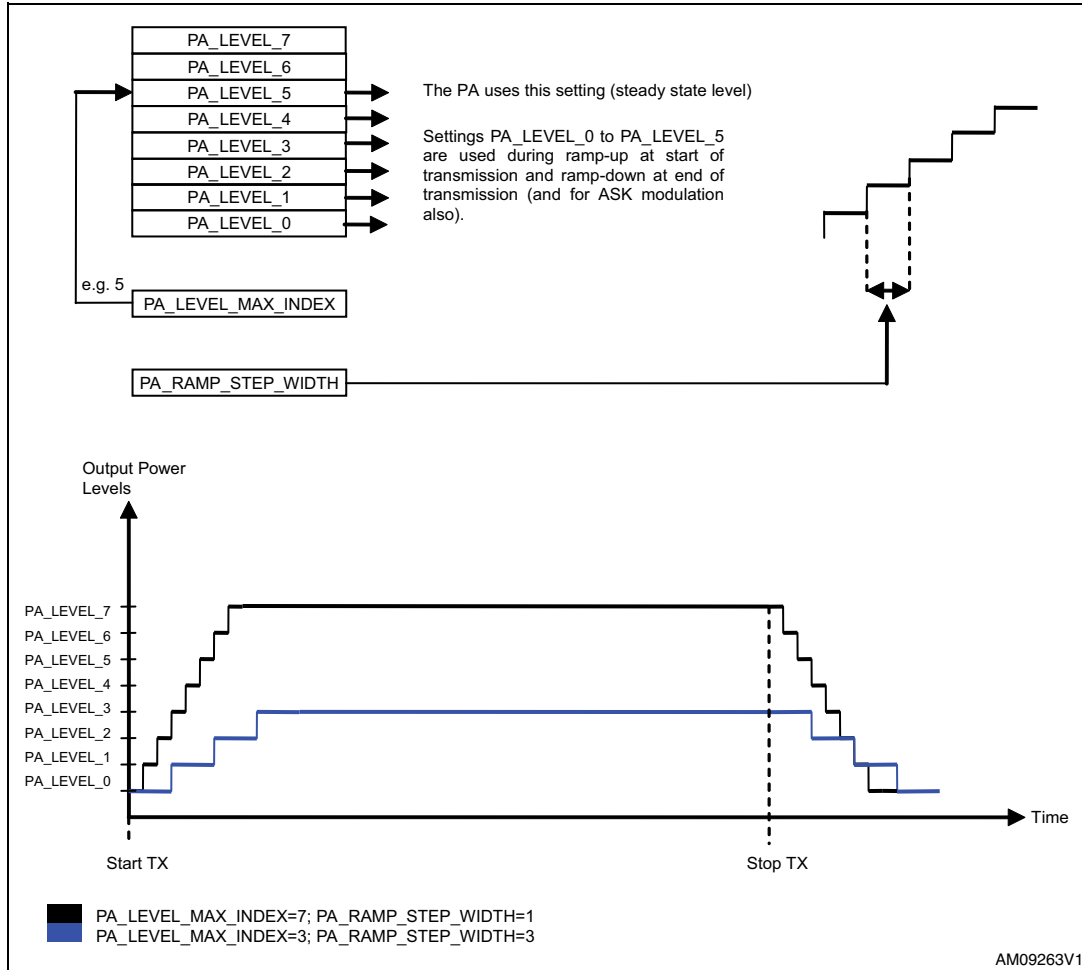 PA_LEVEL_7
PA_LEVEL_6
PA_LEVEL_5
PA_LEVEL_4
PA_LEVEL_3
PA_LEVEL_2
PA_LEVEL_1
PA_LEVEL_0
The PA uses this setting (steady state level)
Settings PA_LEVEL_0 to PA_LEVEL_5
are used during ramp-up at start of
transmission and ramp-down at end of
transmission (and for ASK modulation
also).
e.g. 5
PA_LEVEL_MAX_INDEX
PA_RAMP_STEP_WIDTH
Output Power
Levels
PA_LEVEL_7
PA_LEVEL_6
PA_LEVEL_5
PA_LEVEL_4
PA_LEVEL_3
PA_LEVEL_2
PA_LEVEL_1
PA_LEVEL_0
Time
Start TX
Stop TX
PA_LEVEL_MAX_INDEX=7; PA_RAMP_STEP_WIDTH=1
PA_LEVEL_MAX_INDEX=3; PA_RAMP_STEP_WIDTH=3
AM09263V1